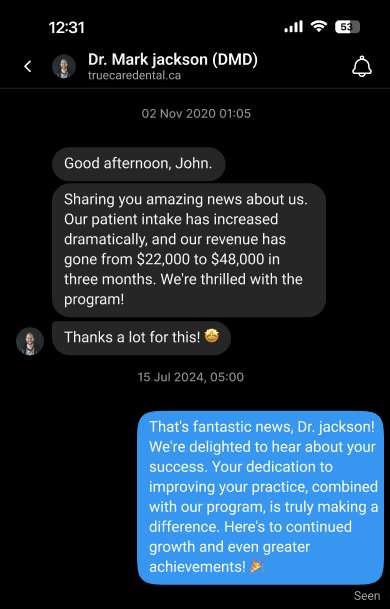 12:31
53
Dr. Mark jackson (DMD)
truecaredental.ca
02 Nov 2020 01:05
Good afternoon, John.
Sharing you amazing news about us.
Our patient intake has increased
dramatically, and our revenue has
gone from $22,000 to $48,000 in
three months. We're thrilled with the
program!
Thanks a lot for this! 🤩
15 Jul 2024, 05:00
That's fantastic news, Dr. jackson!
We're delighted to hear about your
success. Your dedication to
improving your practice, combined
with our program, is truly making a
difference. Here's to continued
growth and even greater
achievements! 🎉
Seen